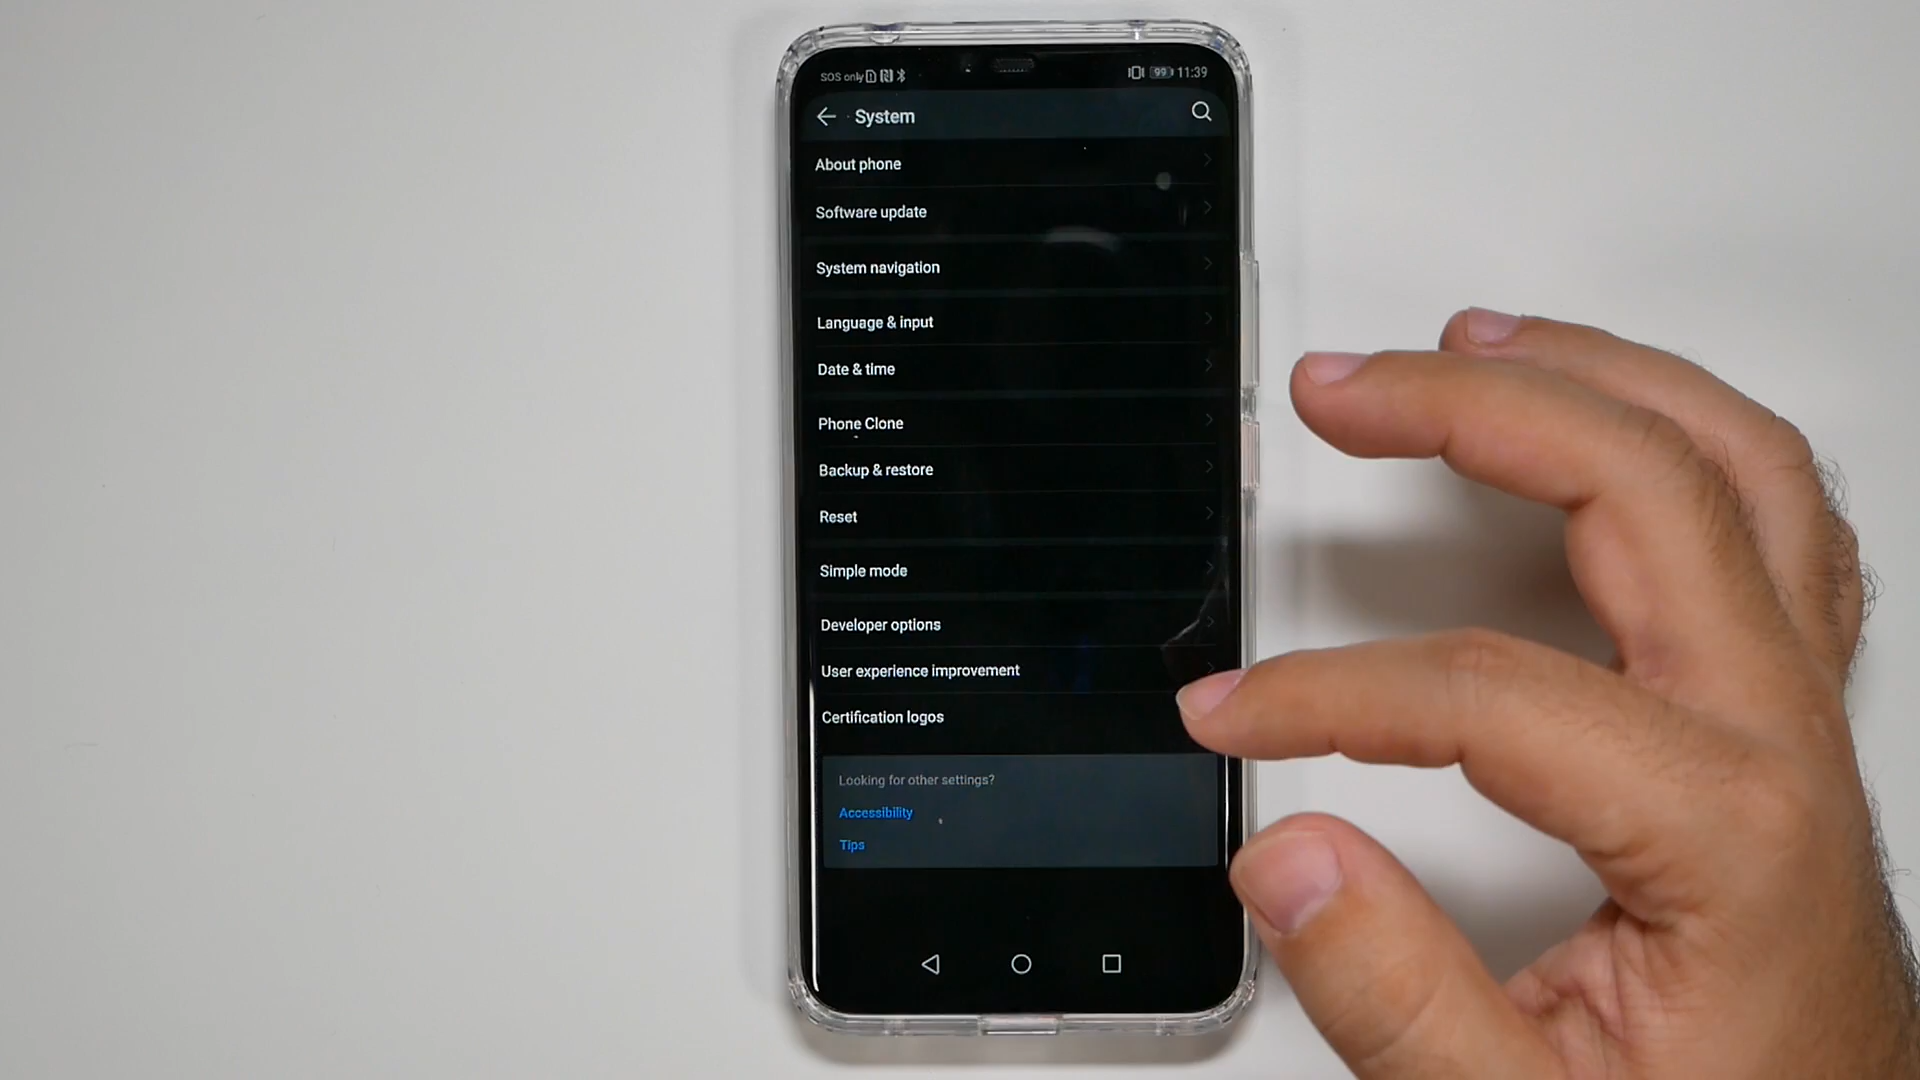 SOS only 99 11:39
System
About phone
Software update
System navigation
Language & input
Date & time
Phone Clone
Backup & restore
Reset
Simple mode
Developer options
User experience improvement
Certification logos
Looking for other settings?
Accessibility
Tips